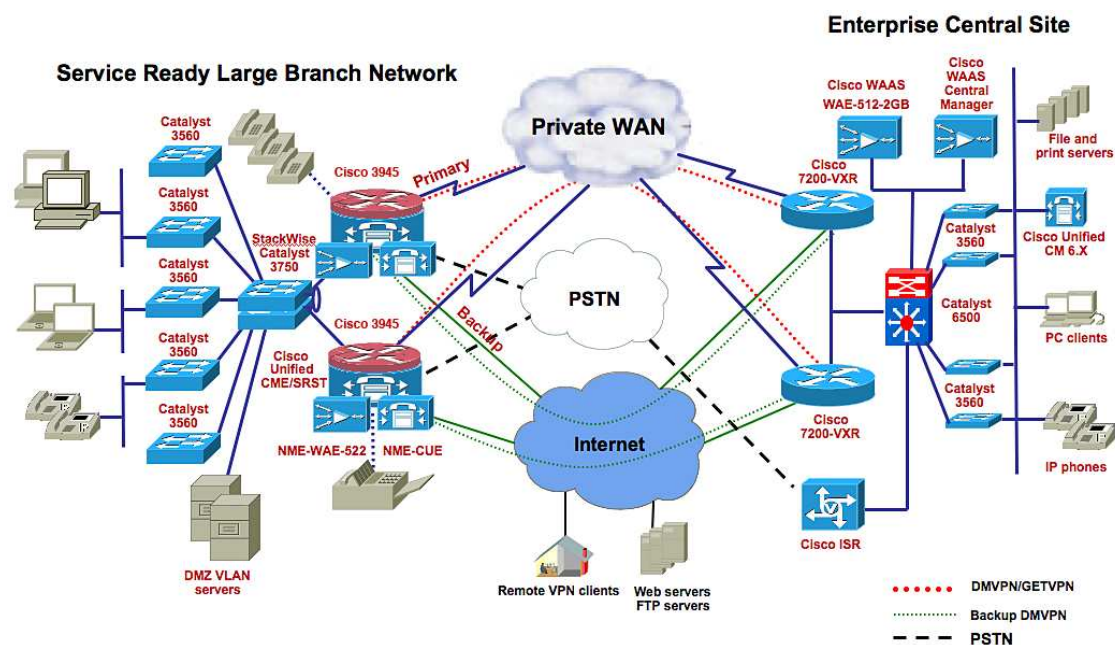 Enterprise Central Site
Service Ready Large Branch Network
Cisco WAAS
WAE-512-2GB
Cisco
WAAS
Central
Manager
Catalyst
3560
Catalyst
3560
Catalyst
3560
Catalyst
3560
Catalyst
3560
Cisco 3945
Primary
StackWise
Catalyst
3750
Backup
Cisco 3945
Cisco
Unified
CME/SRST
NME-WAE-522
NME-CUE
DMZ VLAN
servers
Private WAN
PSTN
Internet
Remote VPN clients
Web servers
FTP servers
Cisco
7200-VXR
Cisco
7200-VXR
Cisco ISR
File and
print servers
Catalyst
3560
Cisco Unified
CM 6.X
Catalyst
6500
PC clients
Catalyst
3560
IP phones
DMVPN/GETVPN
Backup DMVPN
PSTN